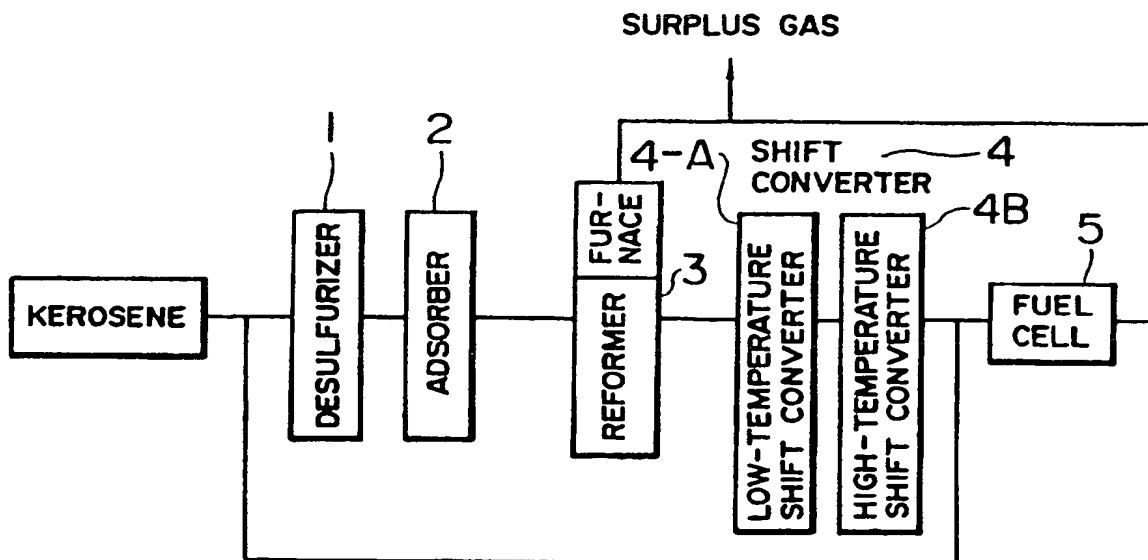 SURPLUS GAS
1
2
4-A
SHIFT
CONVERTER
4
4B
5
3
KEROSENE
DESULFURIZER
ADSORBER
FUR-
NACE
REFORMER
LOW-TEMPERATURE
SHIFT CONVERTER
HIGH-TEMPERATURE
SHIFT CONVERTER
FUEL
CELL